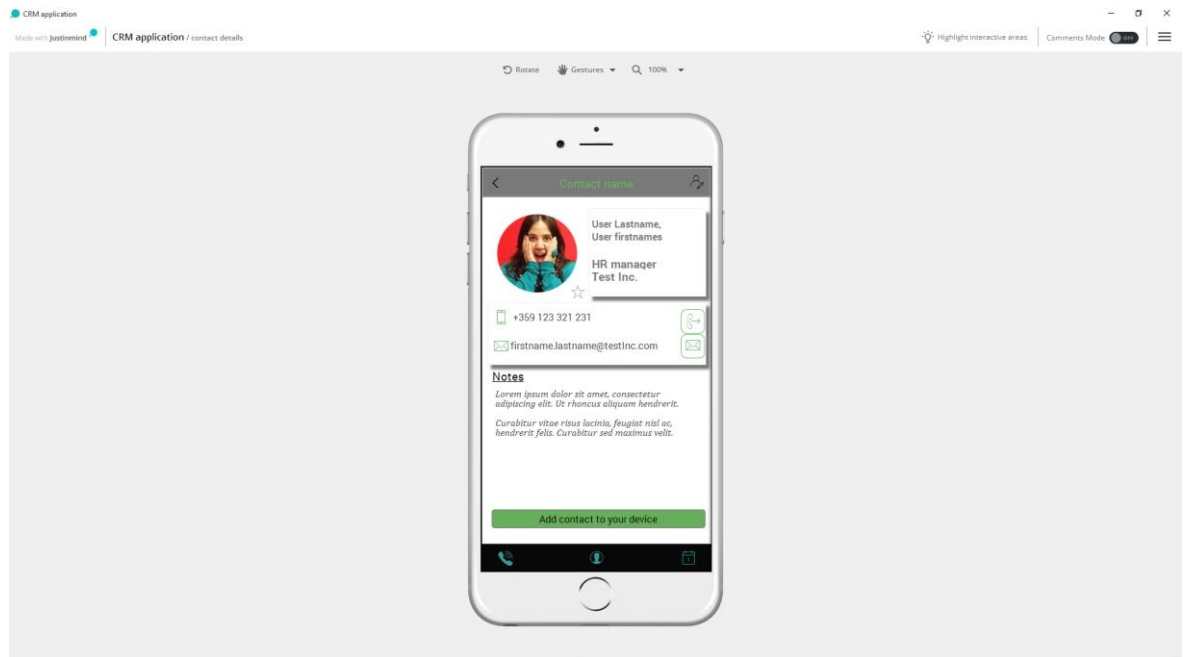 CRM application
Made with Justinmind
CRM application / contact details
Highlight interactive areas
Comments Mode
OFF
Rotate
Gestures
100%
Contact name
User Lastname,
User firstnames
HR manager
Test Inc.
+359 123 321 231
firstname.lastname@testInc.com
Notes
Lorem ipsum dolor sit amet, consectetur
adipiscing elit. Ut rhoncus aliquam hendrerit.
Curabitur vitae risus lacinia, feugiat nisl ac,
hendrerit felis. Curabitur sed maximus velit.
Add contact to your device